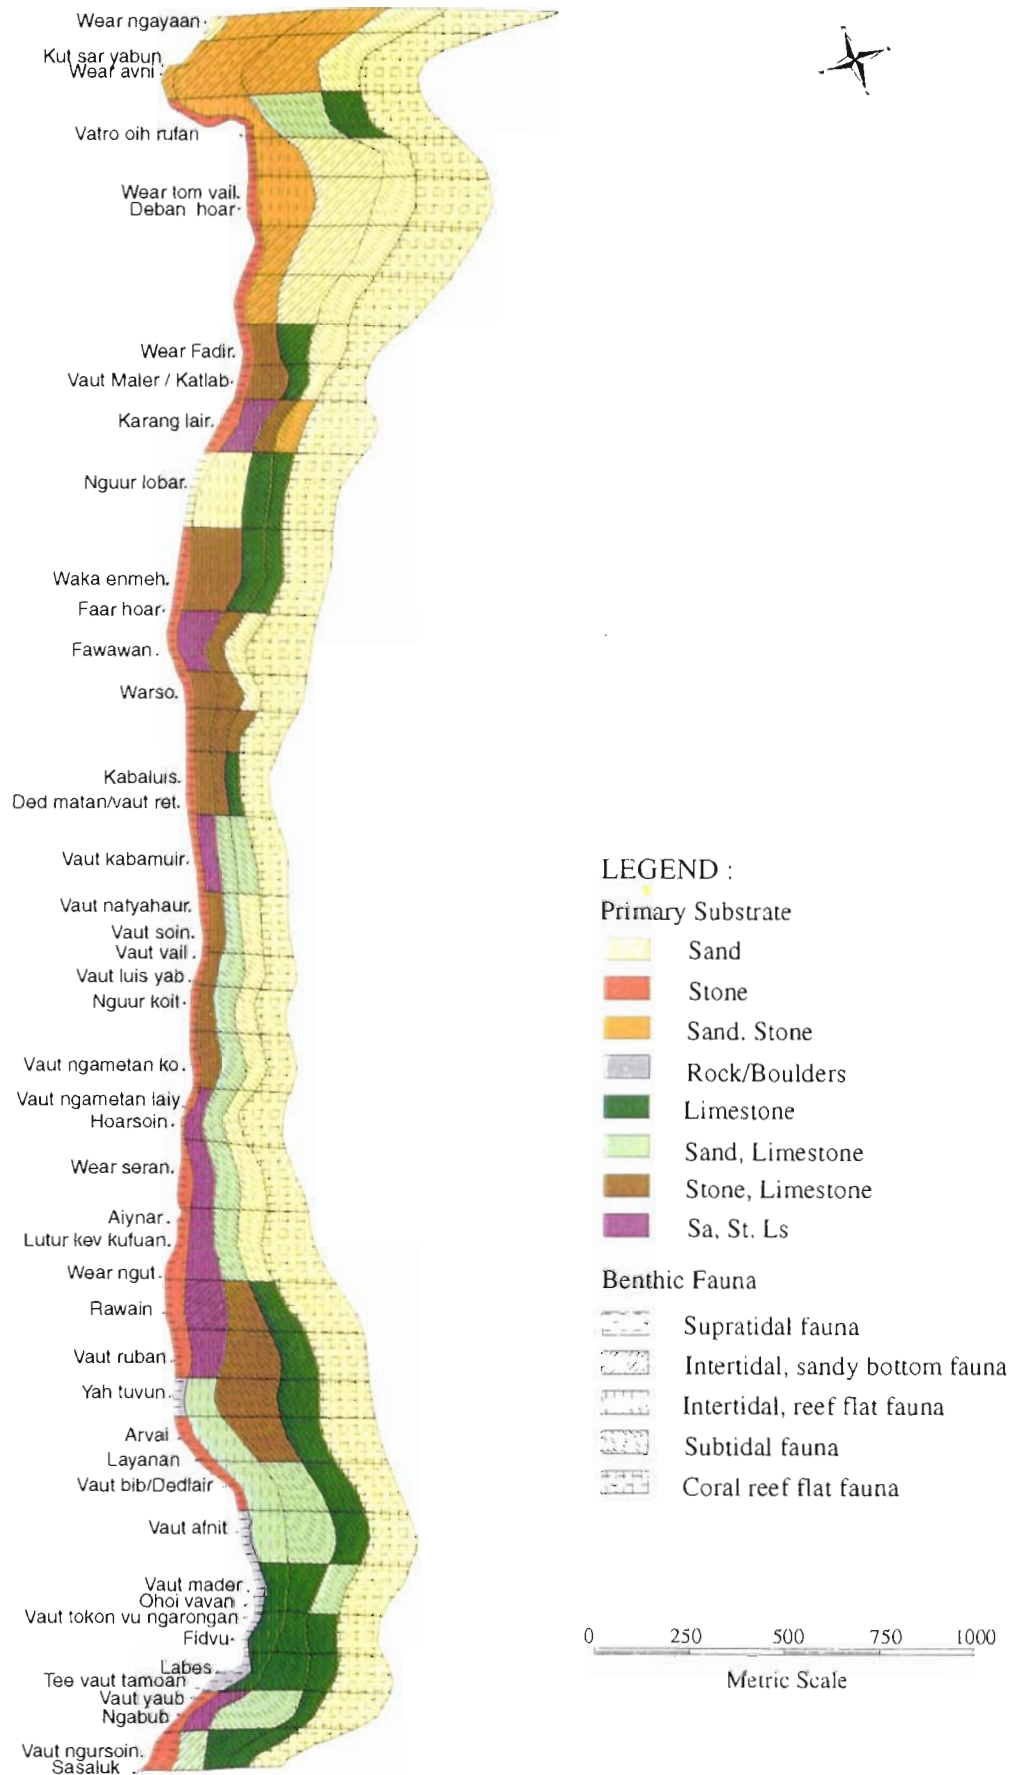 Wear ngayaan
Kut sar yabun
Wear avni
Vatro oih rufan
Wear tom vail.
Deban hoar
Wear Fadir.
Vaut Maler / Katlab
Karang lair.
Nguur lobar.
Waka enmeh.
Faar hoar
Fawawan .
Warso.
Kabaluis.
Ded matan/vaut ret.
Vaut kabamuir.
Vaut nafyahaur.
Vaut soin.
Vaut vail .
Vaut luis yab .
Nguur koit
Vaut ngametan ko .
Vaut ngametan laiy
Hoarsoin .
Wear seran.
Aiynar .
Lutur kev kufuan.
Wear ngut.
Rawain
Vaut ruban.
Yah tuvun.
Arvai
Layanan
Vaut bib/Dedlair
Vaut afnit
Vaut mader .
Ohoi vavan
Vaut tokon vu ngarongan
Fidvu
Labes
Tee vaut tamoan
Vaut yaub
Ngabub
Vaut ngursoin.
Sasaluk
LEGEND :
Primary Substrate
Sand
Stone
Sand. Stone
Rock/Boulders
Limestone
Sand, Limestone
Stone, Limestone
Sa, St. Ls
Benthic Fauna
Supratidal fauna
Intertidal, sandy bottom fauna
Intertidal, reef flat fauna
Subtidal fauna
Coral reef flat fauna
0 250 500 750 1000
Metric Scale